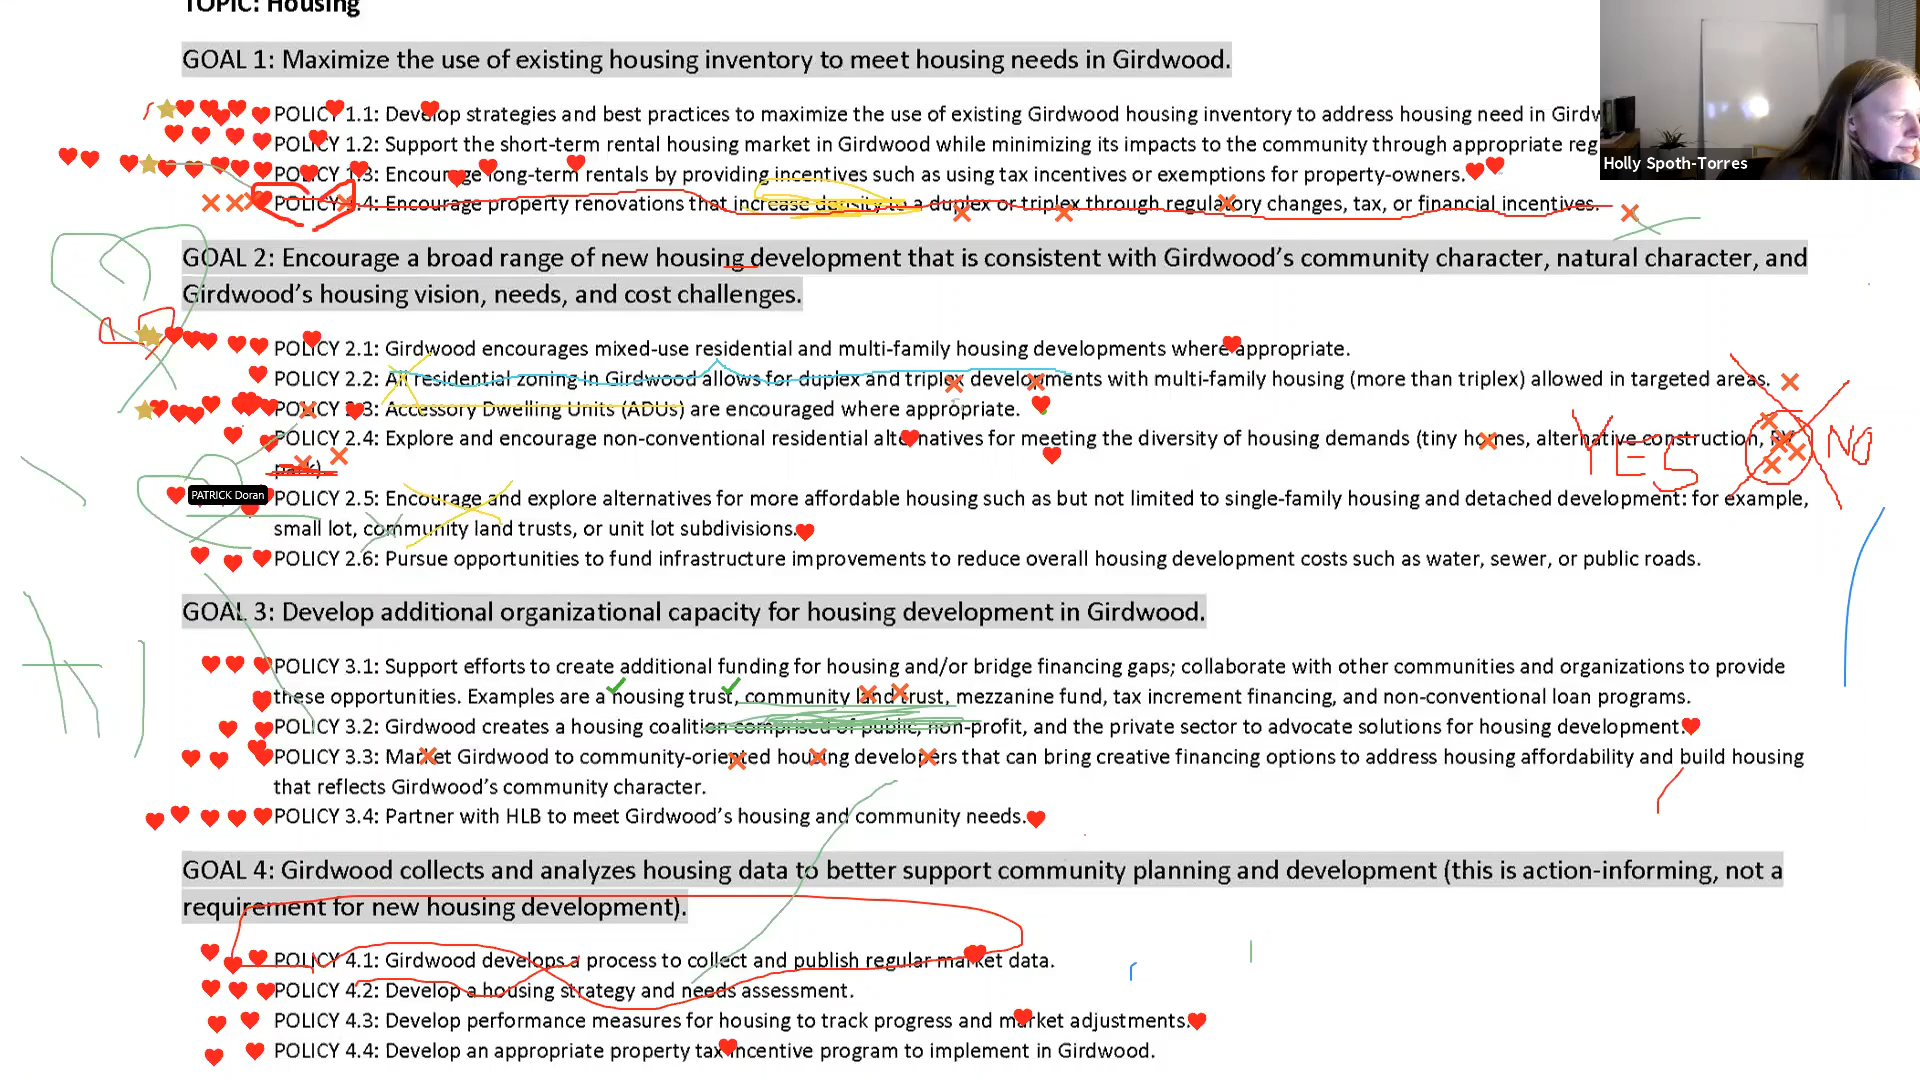 TOPIC: Housing
GOAL 1: Maximize the use of existing housing inventory to meet housing needs in Girdwood.
POLICY 1.1: Develop strategies and best practices to maximize the use of existing Girdwood housing inventory to address housing need in Girdw
POLICY 1.2: Support the short-term rental housing market in Girdwood while minimizing its impacts to the community through appropriate reg
Holly Spoth-Torres
POLICY 1.3: Encourage long-term rentals by providing incentives such as using tax incentives or exemptions for property-owners.
POLICY 1.4: Encourage property renovations that increase density to a duplex or triplex through regulatory changes, tax, or financial incentives.
GOAL 2: Encourage a broad range of new housing development that is consistent with Girdwood's community character, natural character, and
Girdwood's housing vision, needs, and cost challenges.
POLICY 2.1: Girdwood encourages mixed-use residential and multi-family housing developments where appropriate.
POLICY 2.2: All residential zoning in Girdwood allows for duplex and triplex developments with multi-family housing (more than triplex) allowed in targeted areas.
POLICY 2.3: Accessory Dwelling Units (ADUs) are encouraged where appropriate.
POLICY 2.4: Explore and encourage non-conventional residential alternatives for meeting the diversity of housing demands (tiny homes, alternative construction, RV
park).
YES NO
PATRICK Doran
POLICY 2.5: Encourage and explore alternatives for more affordable housing such as but not limited to single-family housing and detached development: for example,
small lot, community land trusts, or unit lot subdivisions.
POLICY 2.6: Pursue opportunities to fund infrastructure improvements to reduce overall housing development costs such as water, sewer, or public roads.
GOAL 3: Develop additional organizational capacity for housing development in Girdwood.
POLICY 3.1: Support efforts to create additional funding for housing and/or bridge financing gaps; collaborate with other communities and organizations to provide
these opportunities. Examples are a housing trust, community land trust, mezzanine fund, tax increment financing, and non-conventional loan programs.
POLICY 3.2: Girdwood creates a housing coalition comprised of public, non-profit, and the private sector to advocate solutions for housing development.
POLICY 3.3: Market Girdwood to community-oriented housing developers that can bring creative financing options to address housing affordability and build housing
that reflects Girdwood's community character.
POLICY 3.4: Partner with HLB to meet Girdwood's housing and community needs.
GOAL 4: Girdwood collects and analyzes housing data to better support community planning and development (this is action-informing, not a
requirement for new housing development).
POLICY 4.1: Girdwood develops a process to collect and publish regular market data.
POLICY 4.2: Develop a housing strategy and needs assessment.
POLICY 4.3: Develop performance measures for housing to track progress and market adjustments.
POLICY 4.4: Develop an appropriate property tax incentive program to implement in Girdwood.